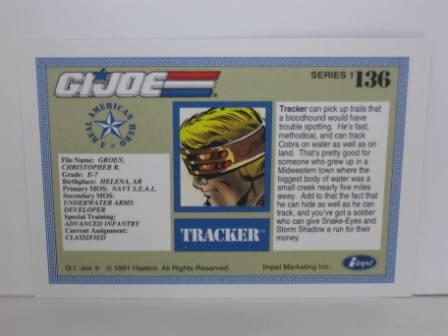 G.I.JOE
A REAL AMERICAN HERO
SERIES 1 136
File Name: GROEN,
CHRISTOPHER R.
Grade: E-7
Birthplace: HELENA, AR
Primary MOS: NAVY S.E.A.L.
Secondary MOS:
UNDERWATER ARMS
DEVELOPER
Special Training:
ADVANCED INFANTRY
Current Assignment:
CLASSIFIED
TRACKER™
Tracker can pick up trails that
a bloodhound would have
trouble spotting. He's fast,
methodical, and can track
Cobra on water as well as on
land. That's pretty good for
someone who grew up in a
Midwestern town where the
biggest body of water was a
small creek nearly five miles
away. Add to that the fact that
he can hide as well as he can
track, and you've got a soldier
who can give Snake-Eyes and
Storm Shadow a run for their
money.
G.I. Joe ® © 1991 Hasbro. All Rights Reserved.
Impel Marketing Inc.
impel